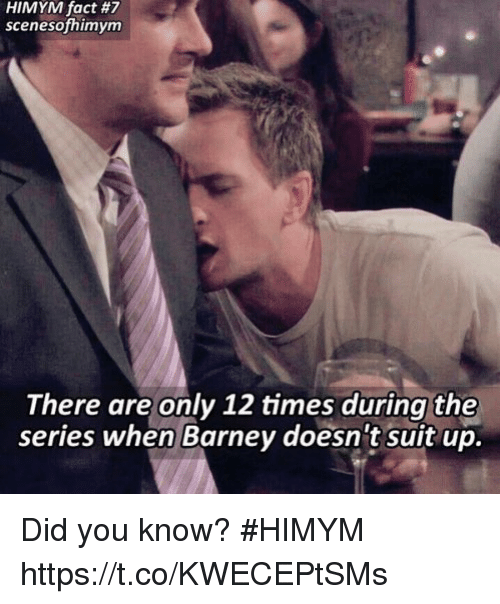 HIMYM fact #7
scenesofhimym
There are only 12 times during the
series when Barney doesn't suit up.
Did you know? #HIMYM
https://t.co/KWECEPtSMs